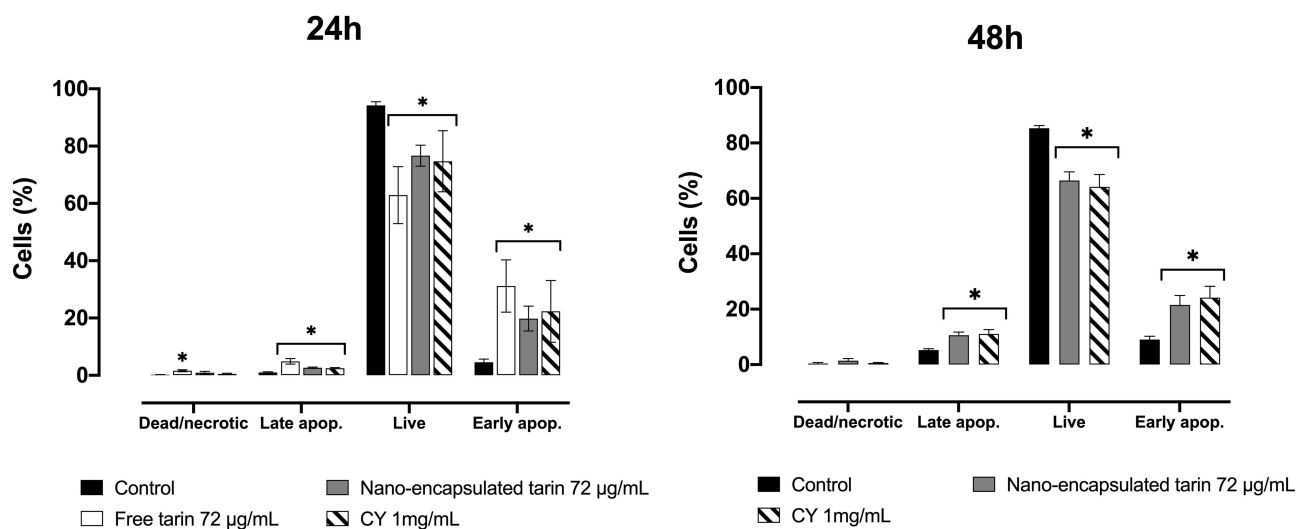 24h
Cells (%)
100
80
60
40
20
0
*
*
*
*
Dead/necrotic Late apop. Live Early apop.
Control Nano-encapsulated tarin 72 µg/mL
Free tarin 72 µg/mL CY 1mg/mL
48h
Cells (%)
100
80
60
40
20
0
*
*
*
Dead/necrotic Late apop. Live Early apop.
Control Nano-encapsulated tarin 72 µg/mL
CY 1mg/mL